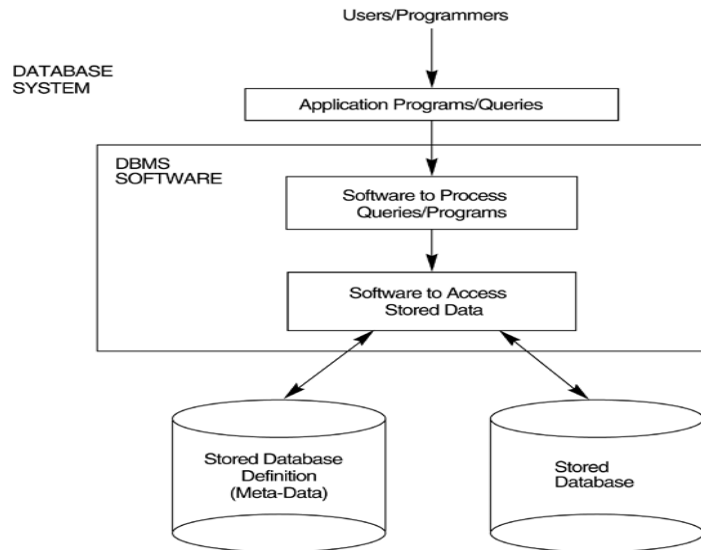 Users/Programmers
DATABASE
SYSTEM
Application Programs/Queries
DBMS
SOFTWARE
Software to Process
Queries/Programs
Software to Access
Stored Data
Stored Database
Definition
(Meta-Data)
Stored
Database